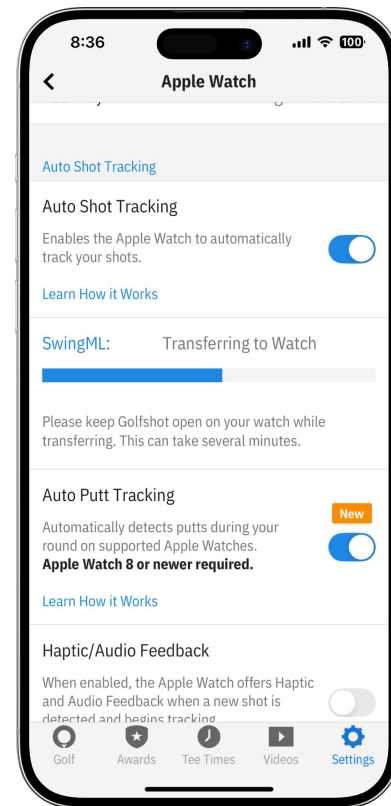 8:36
100
Apple Watch
Auto Shot Tracking
Auto Shot Tracking
Enables the Apple Watch to automatically
track your shots.
Learn How it Works
SwingML: Transferring to Watch
Please keep Golfshot open on your watch while
transferring. This can take several minutes.
Auto Putt Tracking
New
Automatically detects putts during your
round on supported Apple Watches.
Apple Watch 8 or newer required.
Learn How it Works
Haptic/Audio Feedback
When enabled, the Apple Watch offers Haptic
and Audio Feedback when a new shot is
detected and begins tracking
Golf Awards Tee Times Videos Settings